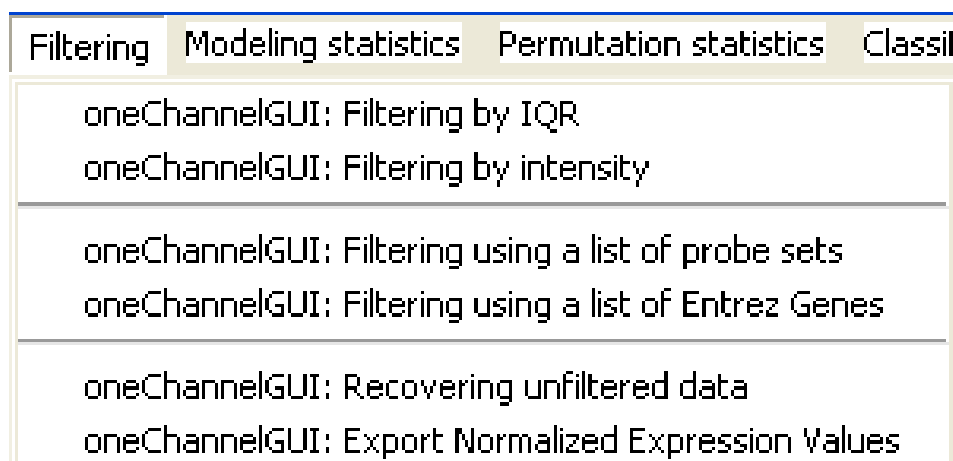 Filtering Modeling statistics Permutation statistics
oneChannelGUI: Filtering by IQR
oneChannelGUI: Filtering by intensity
oneChannelGUI: Filtering using a list of probe sets
oneChannelGUI: Filtering using a list of Entrez Genes
oneChannelGUI: Recovering unfiltered data
oneChannelGUI: Export Normalized Expression Values